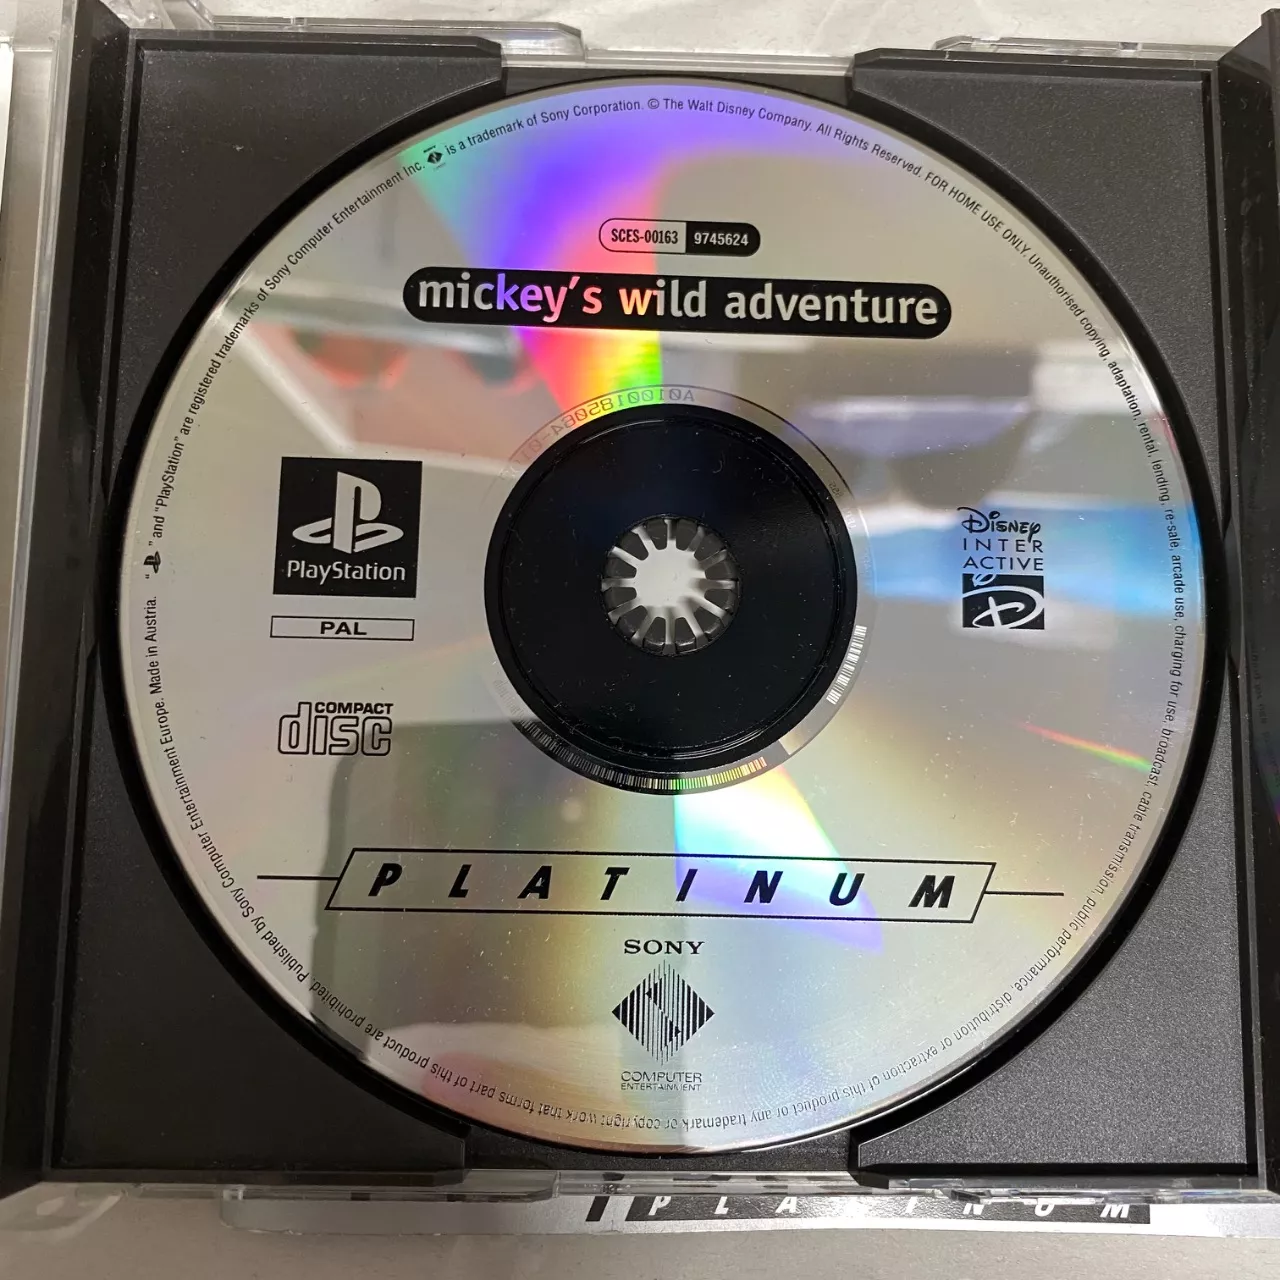 SCES-00163 9745624
mickey's wild adventure
A0100185064-01
PlayStation
PAL
COMPACT
disc
DISNEY
INTER
ACTIVE
PLATINUM
SONY
COMPUTER
ENTERTAINMENT
" " and "PlayStation" are registered trademarks of Sony Computer Entertainment Inc. is a trademark of Sony Corporation. © The Walt Disney Company. All Rights Reserved. FOR HOME USE ONLY. Unauthorised copying, adaptation, rental, lending, re-sale, arcade use, charging for use, broadcast, cable transmission, public performance, distribution or extraction of this product or any trademark or copyright work that forms part of this product are prohibited. Published by Sony Computer Entertainment Europe. Made in Austria.
PLATINUM